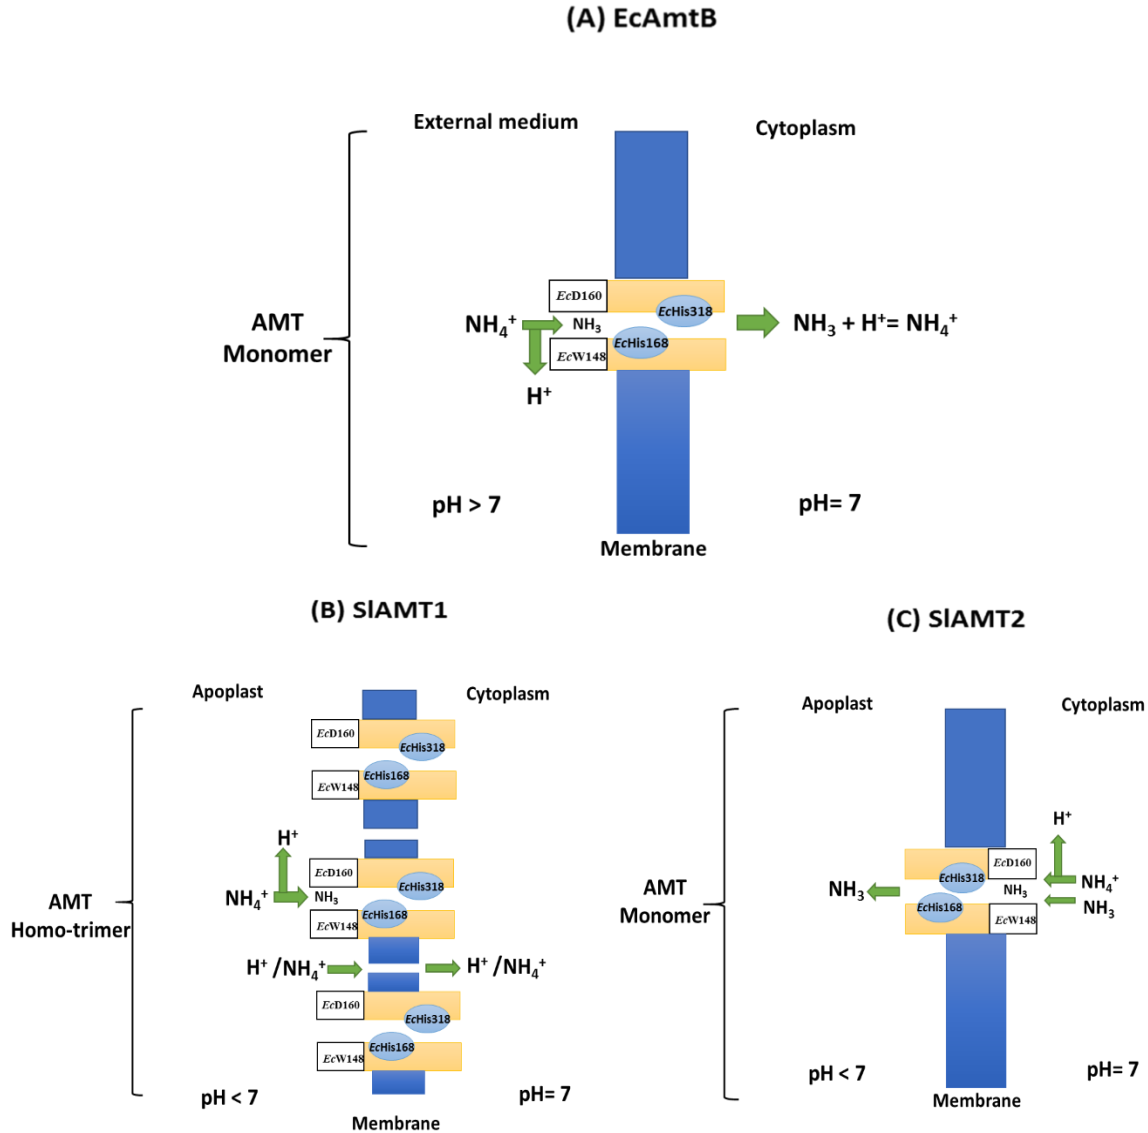 (A) EcAmtB
External medium
Cytoplasm
AMT
Monomer
EcD160
EcHis318
NH₄⁺
NH₃
NH₃ + H⁺= NH₄⁺
EcHis168
EcW148
H⁺
pH > 7
pH= 7
Membrane
(B) SlAMT1
Apoplast
Cytoplasm
EcD160
EcHis318
EcHis168
EcW148
H⁺
EcD160
EcHis318
NH₄⁺
NH₃
AMT
Homo-trimer
EcHis168
EcW148
H⁺ /NH₄⁺
H⁺ /NH₄⁺
EcD160
EcHis318
EcHis168
EcW148
pH < 7
pH= 7
Membrane
(C) SlAMT2
Apoplast
Cytoplasm
H⁺
EcD160
EcHis318
NH₃
NH₃
NH₄⁺
AMT
Monomer
EcHis168
NH₃
EcW148
pH < 7
pH= 7
Membrane